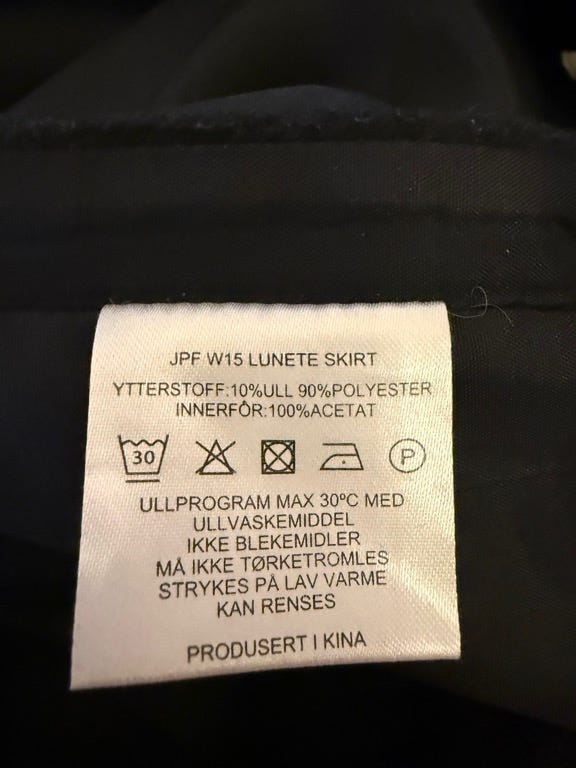 JPF W15 LUNETE SKIRT
YTTERSTOFF:10%ULL 90%POLYESTER
INNERFÔR:100%ACETAT
30 P
ULLPROGRAM MAX 30ºC MED
ULLVASKEMIDDEL
IKKE BLEKEMIDLER
MÅ IKKE TØRKETROMLES
STRYKES PÅ LAV VARME
KAN RENSES
PRODUSERT I KINA